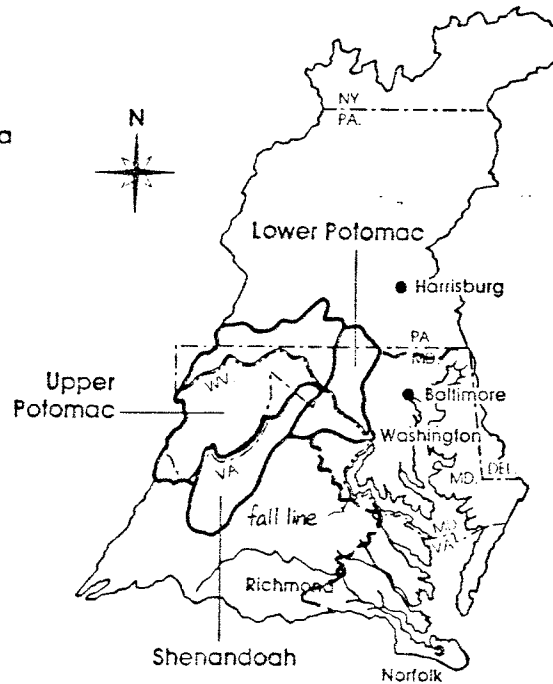 NY
PA.
a
N
Lower Potomac
Harrisburg
PA
MD.
WV.
Upper
Potomac
Baltimore
Washington
VA.
MD.
DEL.
fall line
MD
VA.
Richmond
Shenandoah
Norfolk